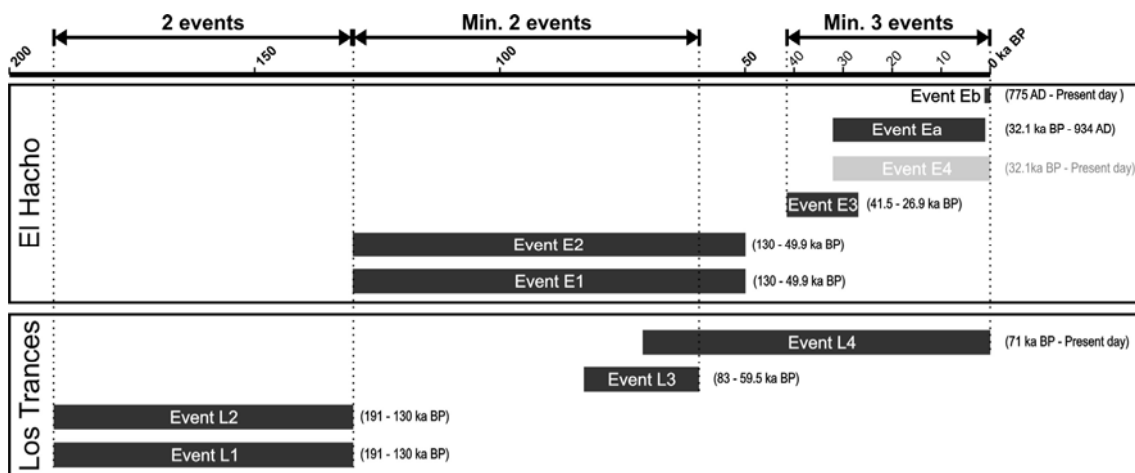 2 events Min. 2 events Min. 3 events
200 150 100 50 40 30 20 10 0 ka BP
El Hacho
Event Eb (775 AD - Present day )
Event Ea (32.1 ka BP - 934 AD)
Event E4 (32.1ka BP - Present day)
Event E3 (41.5 - 26.9 ka BP)
Event E2 (130 - 49.9 ka BP)
Event E1 (130 - 49.9 ka BP)
Los Trances
Event L4 (71 ka BP - Present day)
Event L3 (83 - 59.5 ka BP)
Event L2 (191 - 130 ka BP)
Event L1 (191 - 130 ka BP)